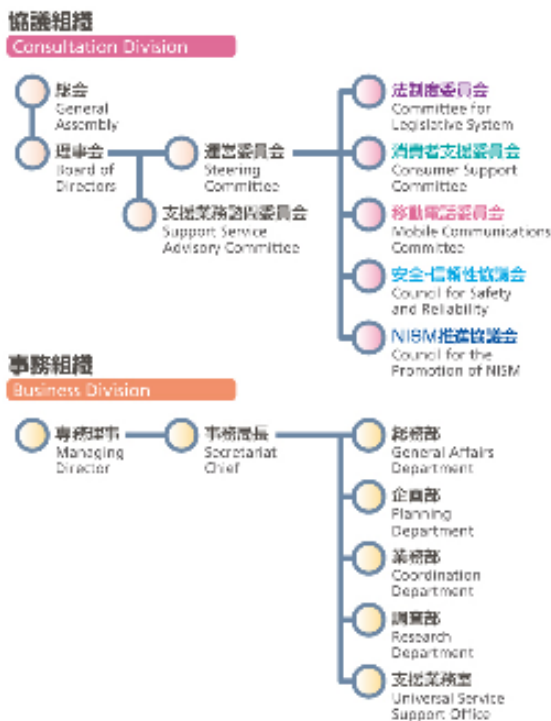 協議組織
Consultation Division
総会
General
Assembly
理事会
Board of
Directors
運営委員会
Steering
Committee
支援業務諮問委員会
Support Service
Advisory Committee
法制度委員会
Committee for
Legislative System
消費者支援委員会
Consumer Support
Committee
移動電話委員会
Mobile Communications
Committee
安全・信頼性協議会
Council for Safety
and Reliability
NISM推進協議会
Council for the
Promotion of NISM
事務組織
Business Division
専務理事
Managing
Director
事務局長
Secretariat
Chief
総務部
General Affairs
Department
企画部
Planning
Department
業務部
Coordination
Department
調査部
Research
Department
支援業務室
Universal Service
Support Office